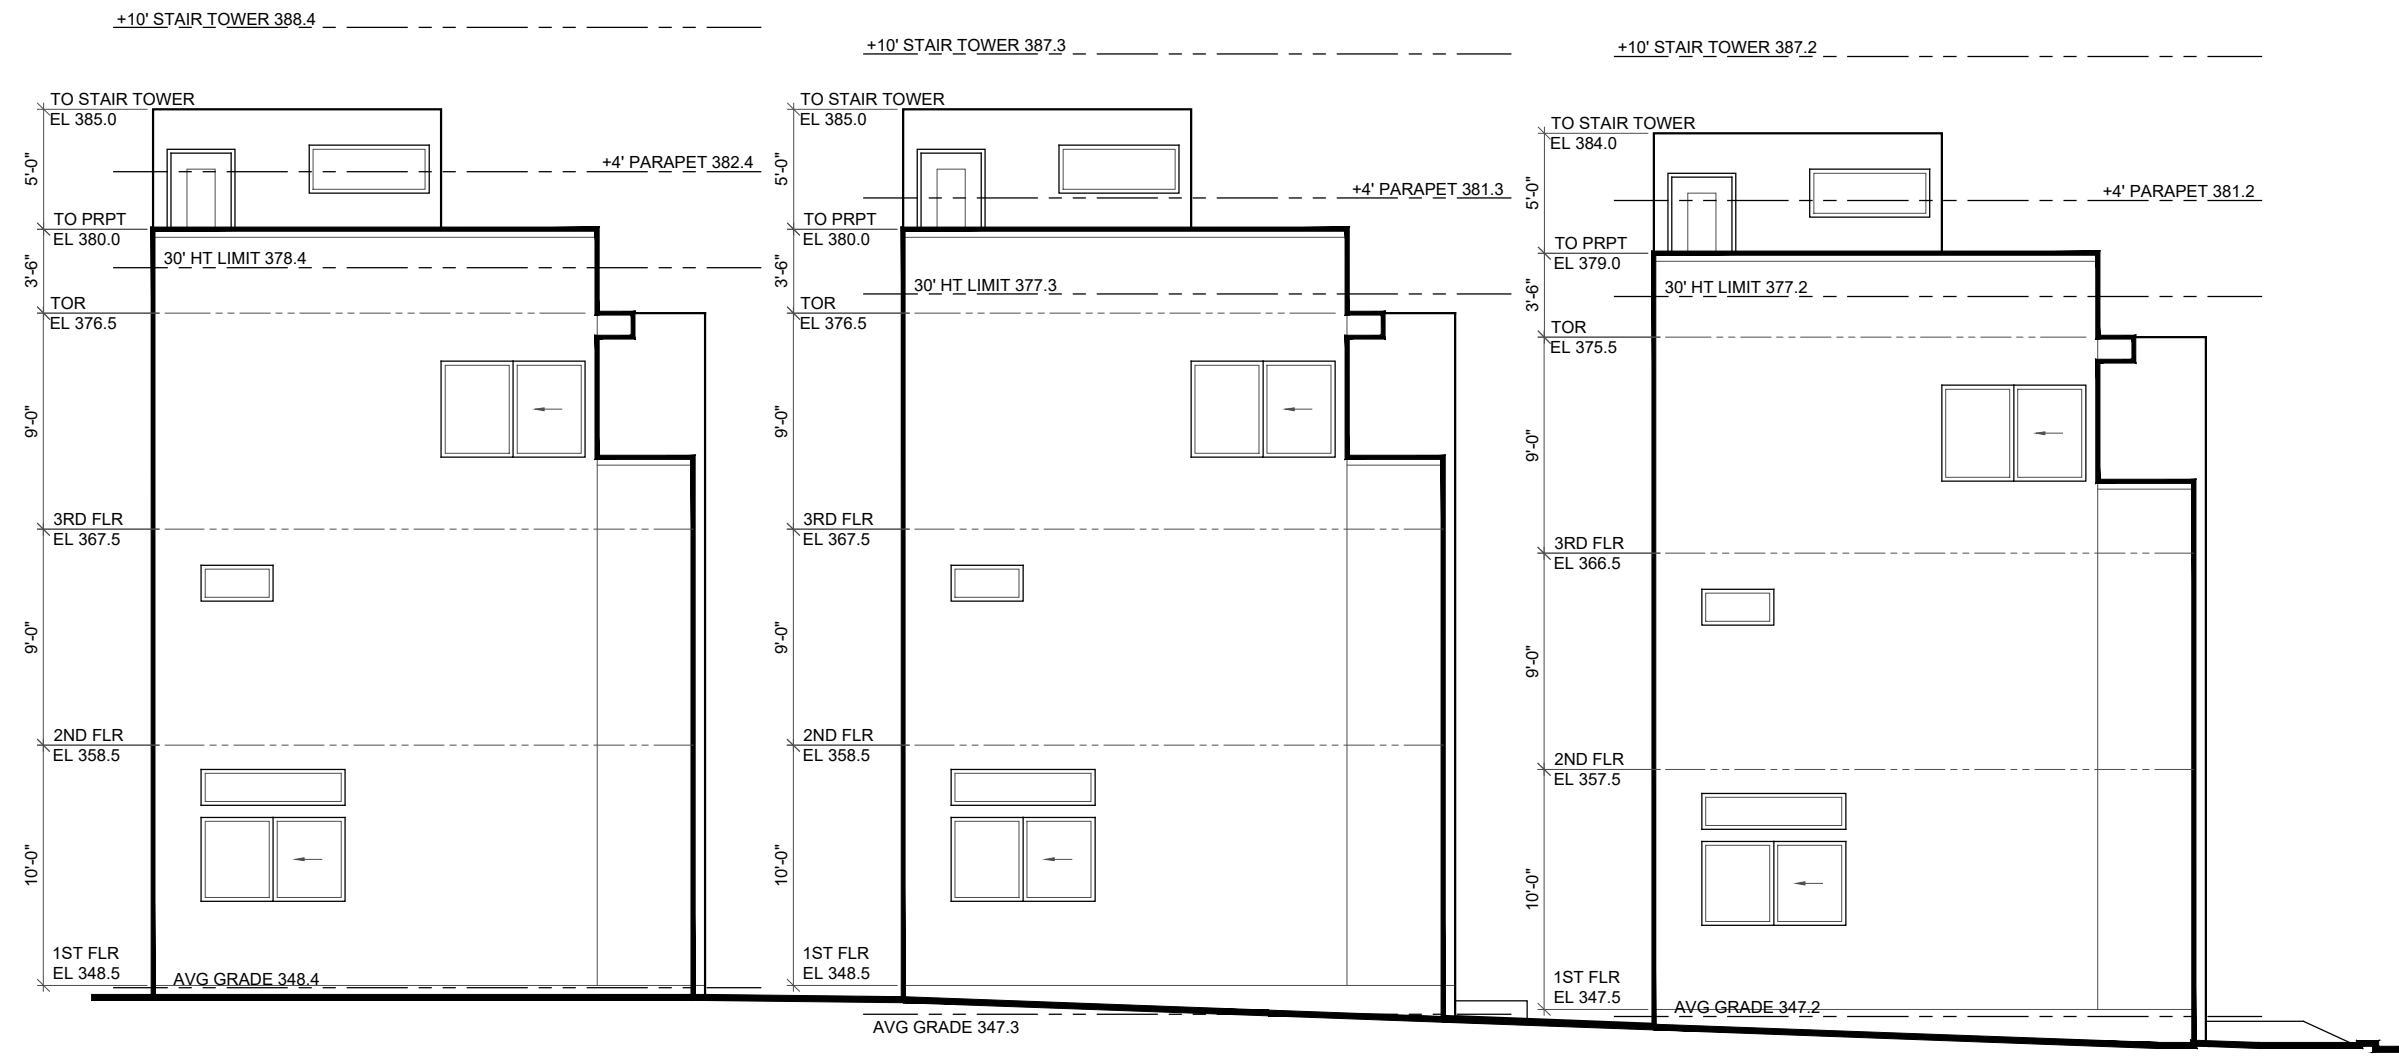 +10' STAIR TOWER 388.4
TO STAIR TOWER
EL 385.0
5'-0"
+4' PARAPET 382.4
TO PRPT
EL 380.0
30' HT LIMIT 378.4
3'-6"
TOR
EL 376.5
9'-0"
3RD FLR
EL 367.5
9'-0"
2ND FLR
EL 358.5
10'-0"
1ST FLR
EL 348.5
AVG GRADE 348.4
+10' STAIR TOWER 387.3
TO STAIR TOWER
EL 385.0
5'-0"
+4' PARAPET 381.3
TO PRPT
EL 380.0
3'-6"
30' HT LIMIT 377.3
TOR
EL 376.5
9'-0"
3RD FLR
EL 367.5
9'-0"
2ND FLR
EL 358.5
10'-0"
1ST FLR
EL 348.5
AVG GRADE 347.3
+10' STAIR TOWER 387.2
TO STAIR TOWER
EL 384.0
5'-0"
+4' PARAPET 381.2
TO PRPT
EL 379.0
30' HT LIMIT 377.2
3'-6"
TOR
EL 375.5
9'-0"
3RD FLR
EL 366.5
9'-0"
2ND FLR
EL 357.5
10'-0"
1ST FLR
EL 347.5
AVG GRADE 347.2